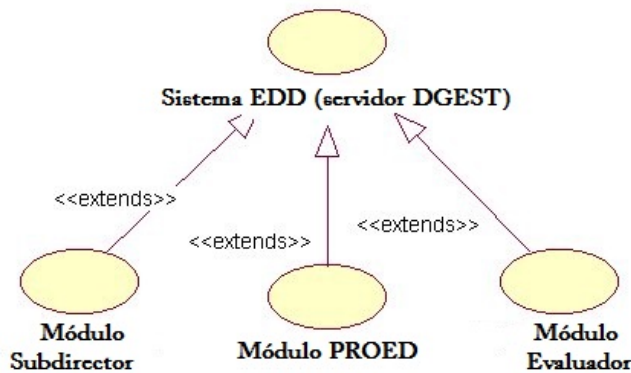 Sistema EDD (servidor DGEST)
<<extends>>
<<extends>>
<<extends>>
Módulo
Subdirector
Módulo PROED
Módulo
Evaluador